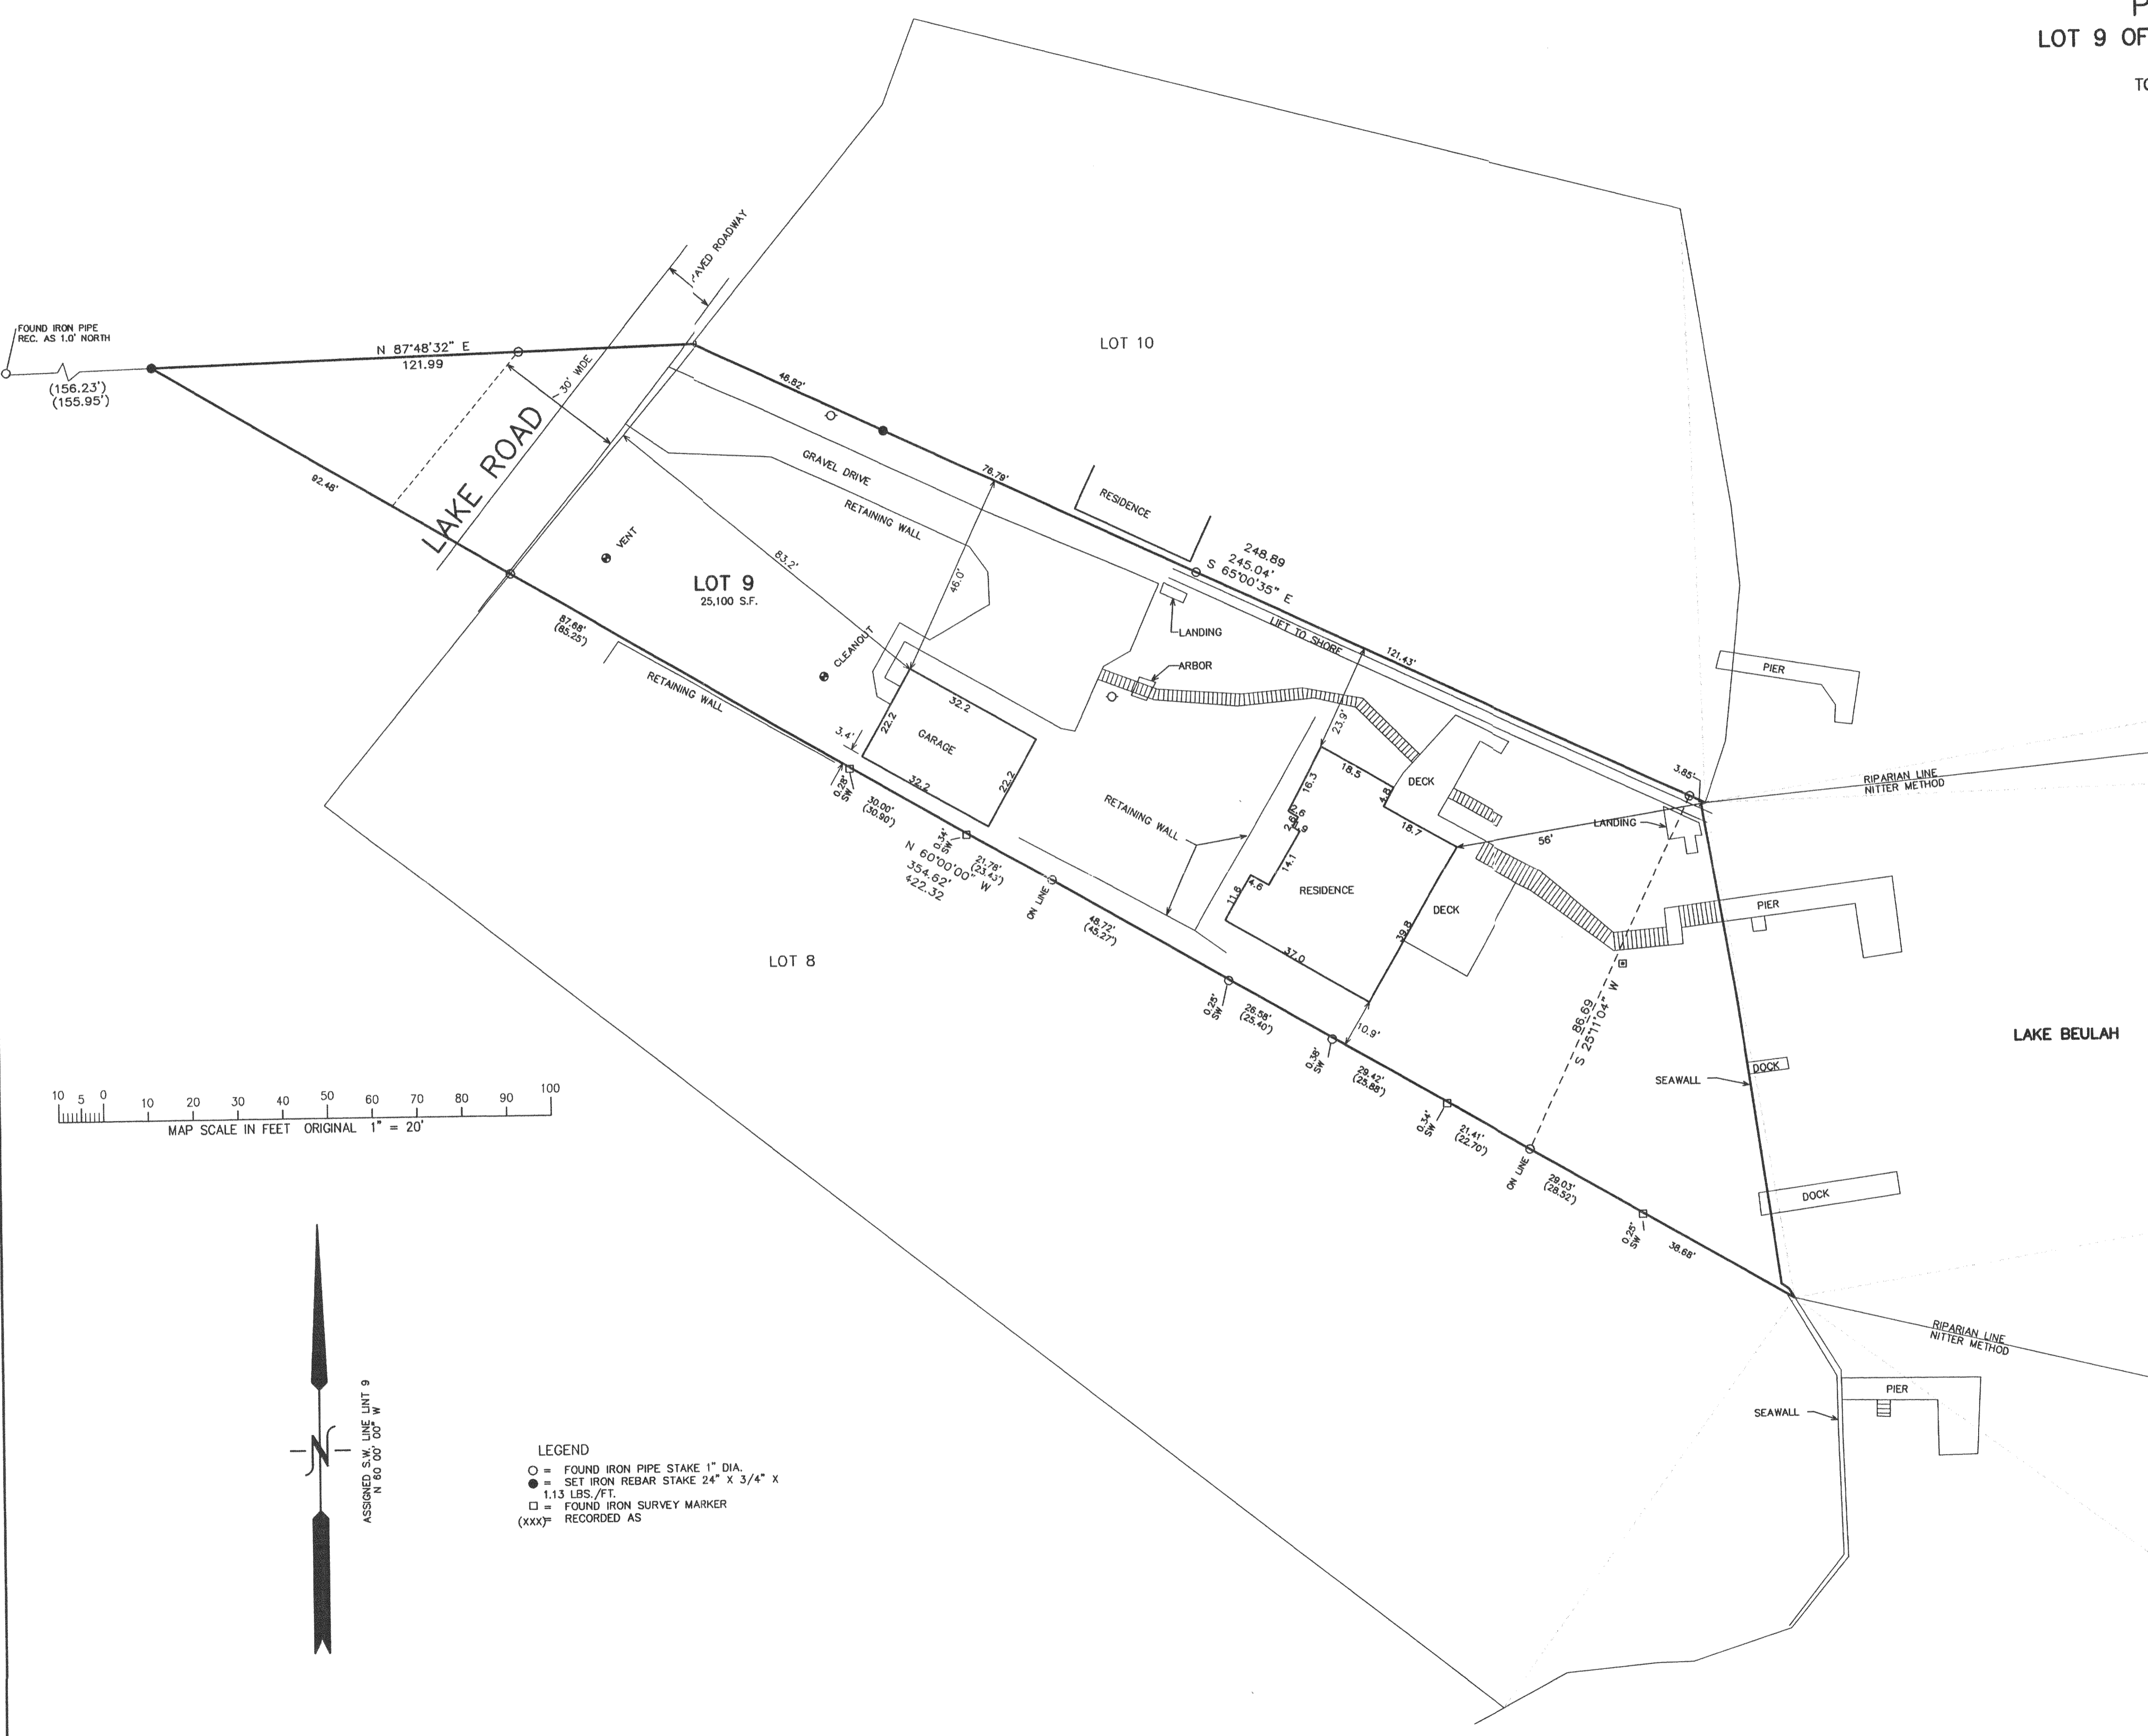 P
LOT 9 OF
TO
AVED ROADWAY
FOUND IRON PIPE
REC. AS 1.0' NORTH
(156.23')
(155.95')
N 87°48'32" E
121.99
30' WIDE
LAKE ROAD
92.48'
LOT 10
46.82'
GRAVEL DRIVE
RETAINING WALL
76.79'
RESIDENCE
248.89
245.04'
S 65°00'35" E
VENT
LOT 9
25,100 S.F.
83.2'
46.0'
CLEANOUT
LANDING
ARBOR
LIFT TO SHORE
121.43'
87.68'
(85.25')
RETAINING WALL
3.4'
22.2
32.2
GARAGE
32.2
22.2
23.9'
PIER
3.85'
RIPARIAN LINE
NITTER METHOD
0.28'
SW
30.00'
(30.90')
0.34'
SW
21.78'
(23.43')
N 60°00'00" W
354.62'
422.32
ON LINE
RETAINING WALL
18.5
16.3
4.8
DECK
2.6
18.7
14.1
4.6
11.6
RESIDENCE
DECK
39.8
37.0
56'
LANDING
PIER
48.72'
(45.27')
LOT 8
0.25'
SW
26.58'
(25.40')
10.9'
0.38'
SW
29.42'
(25.88')
0.34'
SW
21.41'
(22.70')
86.69
S 25°11'04" W
LAKE BEULAH
SEAWALL
DOCK
DOCK
ON LINE
29.03'
(28.52')
0.25'
SW
38.68'
RIPARIAN LINE
NITTER METHOD
PIER
SEAWALL
10 5 0 10 20 30 40 50 60 70 80 90 100
MAP SCALE IN FEET ORIGINAL 1" = 20'
N
ASSIGNED S.W. LINE LINT 9
N 60°00' 00" W
LEGEND
= FOUND IRON PIPE STAKE 1" DIA.
= SET IRON REBAR STAKE 24" X 3/4" X
1.13 LBS./FT.
= FOUND IRON SURVEY MARKER
(xxx)= RECORDED AS